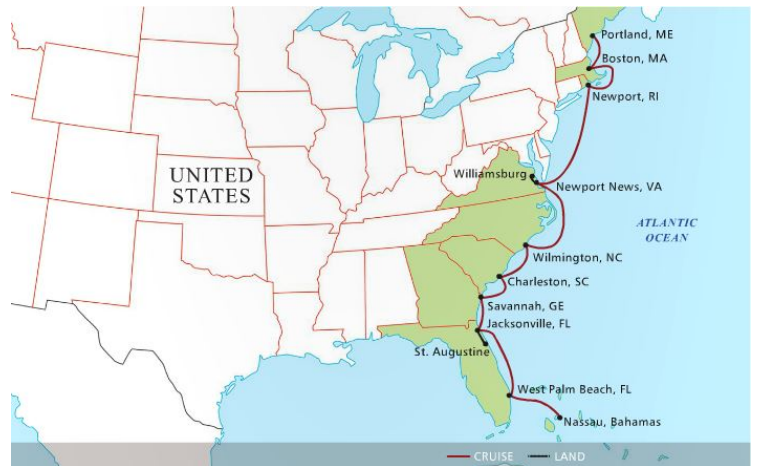 Portland, ME
Boston, MA
Newport, RI
Williamsburg
Newport News, VA
UNITED
STATES
ATLANTIC
OCEAN
Wilmington, NC
Charleston, SC
Savannah, GE
Jacksonville, FL
St. Augustine
West Palm Beach, FL
Nassau, Bahamas
CRUISE
LAND